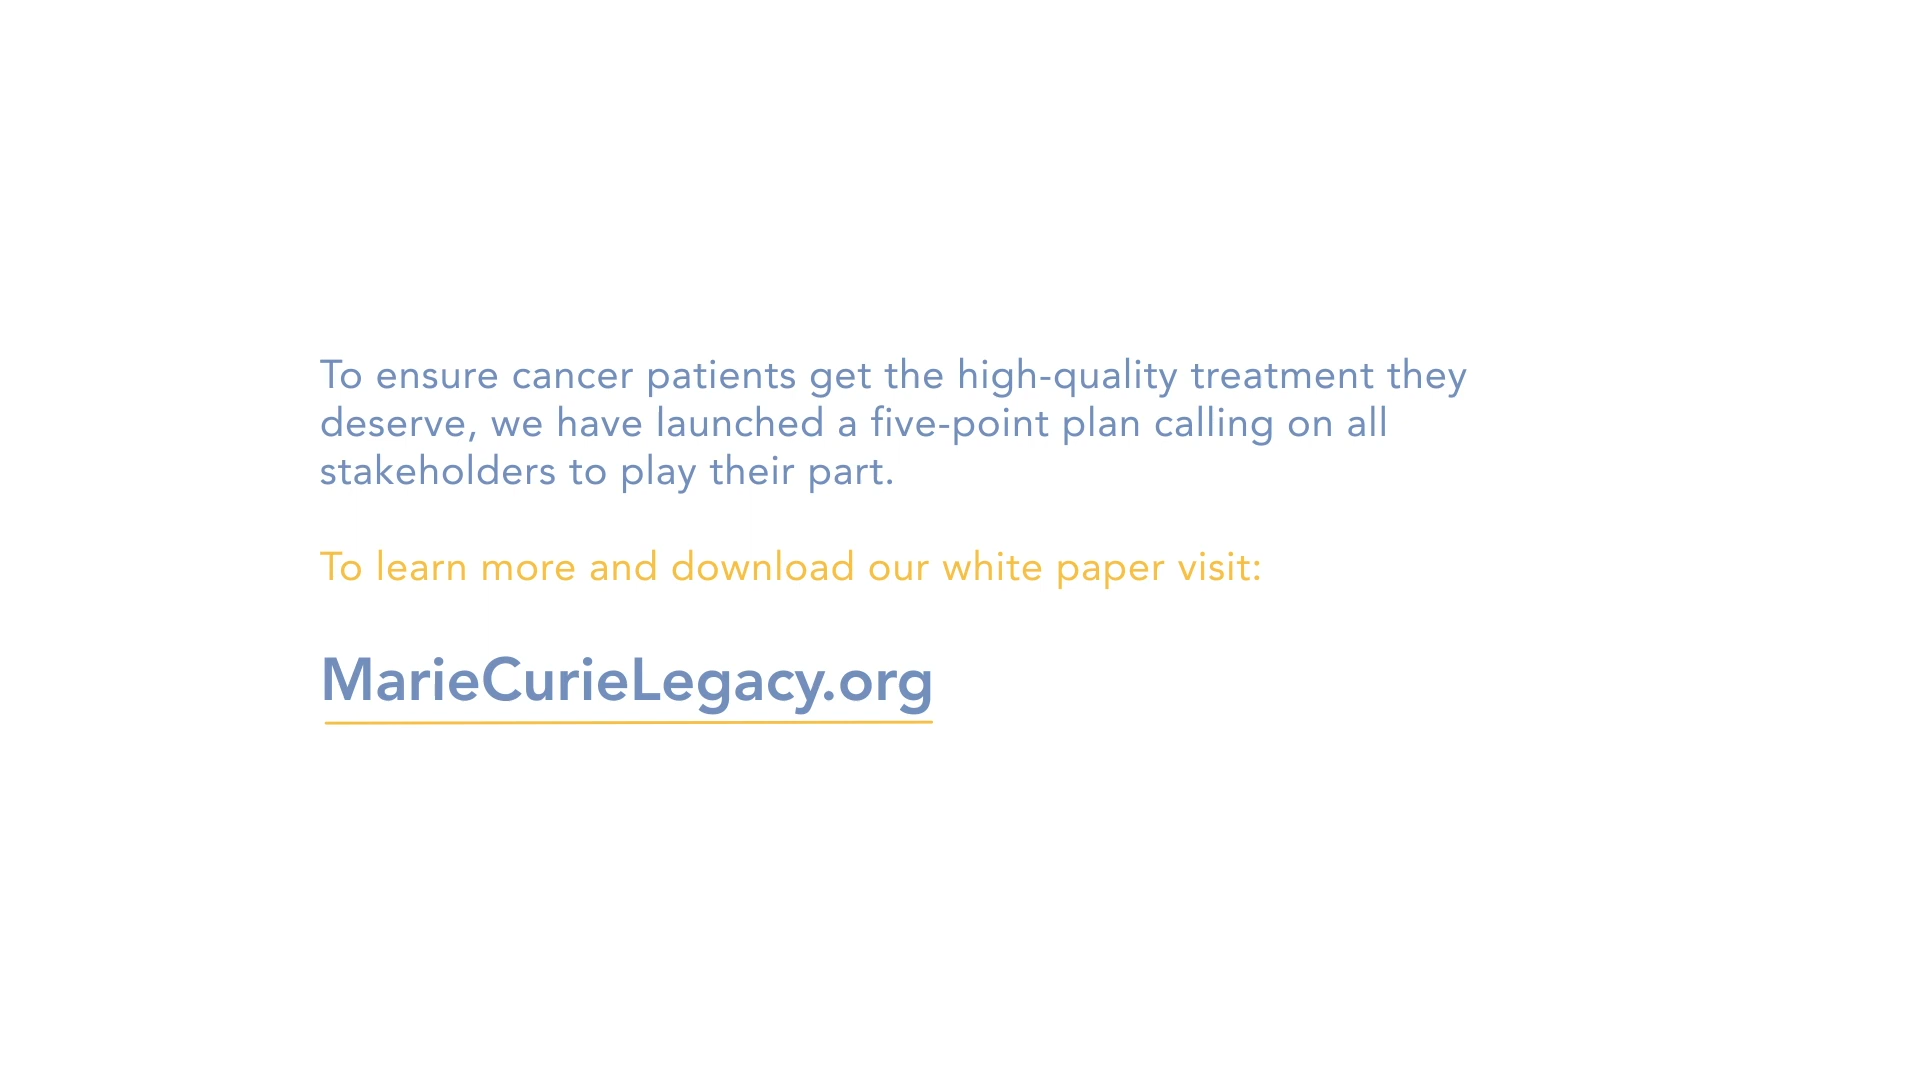 To ensure cancer patients get the high-quality treatment they
deserve, we have launched a five-point plan calling on all
stakeholders to play their part.
To learn more and download our white paper visit:
MarieCurieLegacy.org